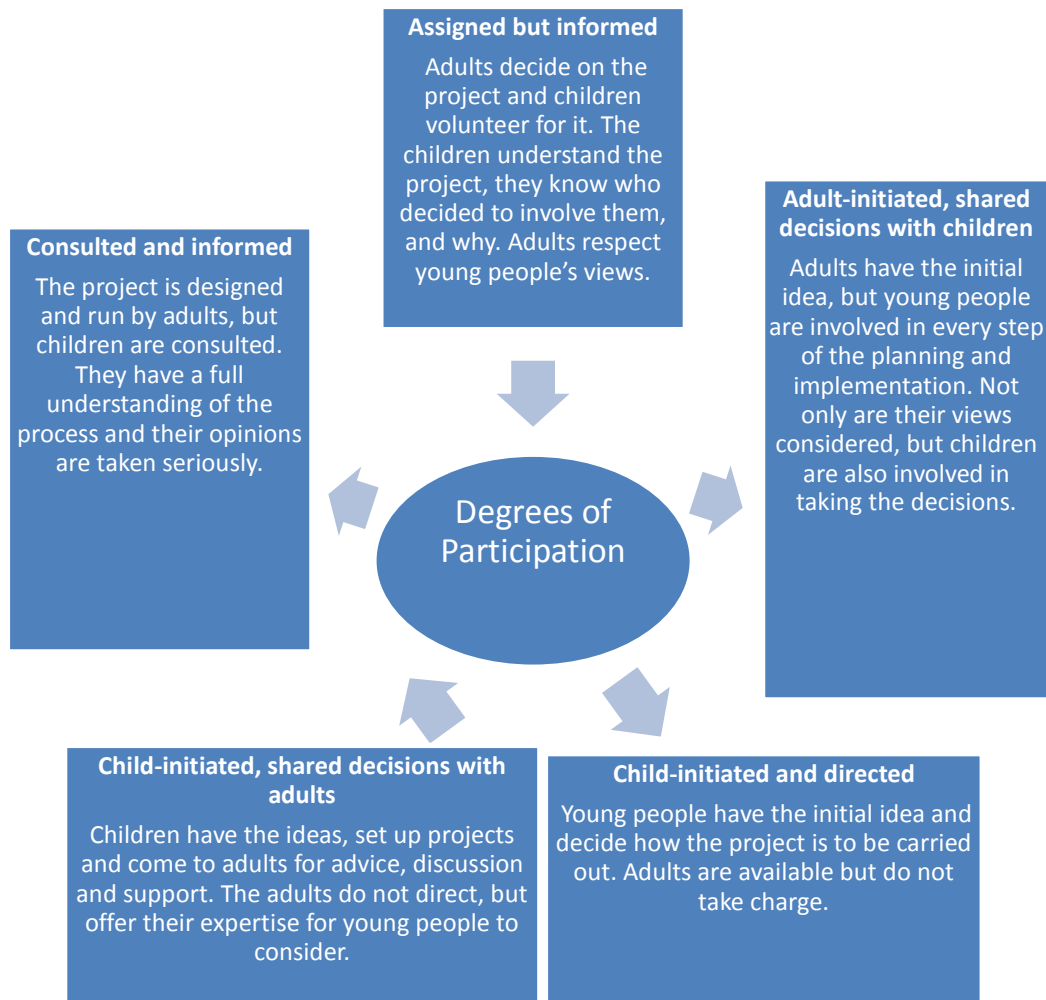 Assigned but informed
Adults decide on the
project and children
volunteer for it. The
children understand the
project, they know who
decided to involve them,
and why. Adults respect
young people’s views.
Adult-initiated, shared
decisions with children
Adults have the initial
idea, but young people
are involved in every step
of the planning and
implementation. Not
only are their views
considered, but children
are also involved in
taking the decisions.
Consulted and informed
The project is designed
and run by adults, but
children are consulted.
They have a full
understanding of the
process and their opinions
are taken seriously.
Degrees of
Participation
Child-initiated, shared decisions with
adults
Children have the ideas, set up projects
and come to adults for advice, discussion
and support. The adults do not direct, but
offer their expertise for young people to
consider.
Child-initiated and directed
Young people have the initial idea and
decide how the project is to be carried
out. Adults are available but do not
take charge.